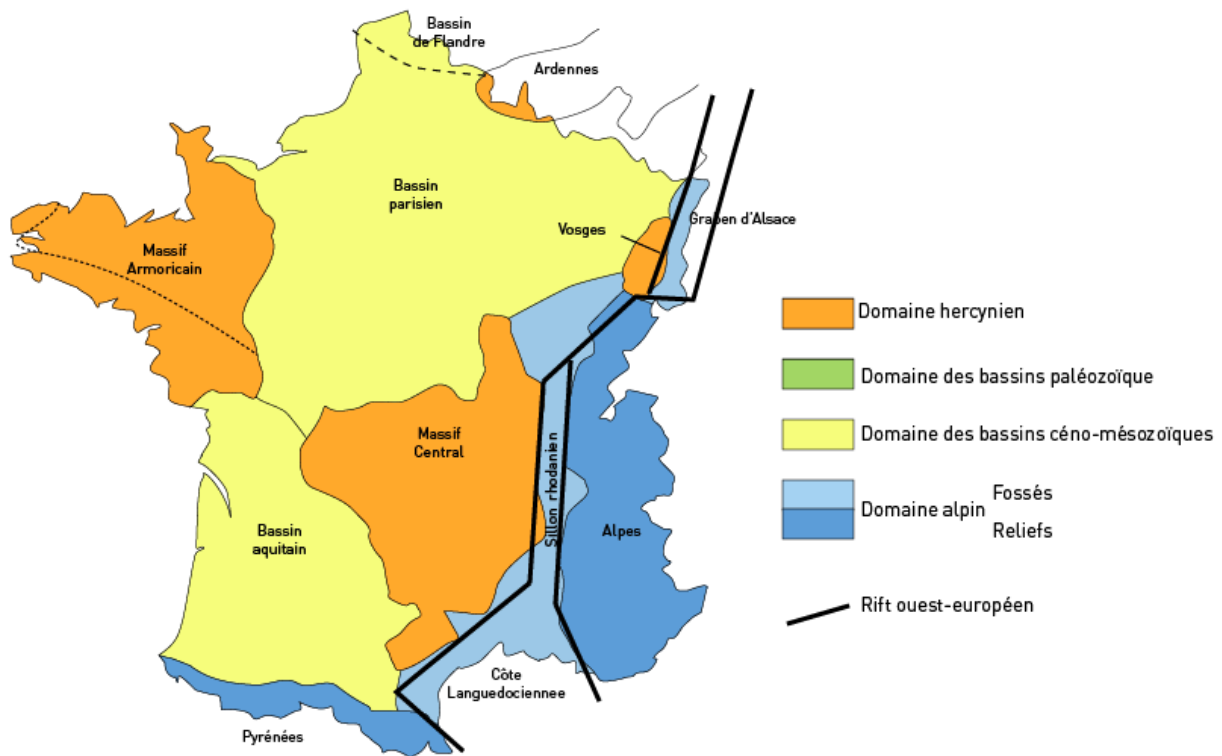 Bassin
de Flandre
Ardennes
Bassin
parisien
Vosges
Graben d'Alsace
Massif
Armoricain
Massif
Central
Sillon rhodanien
Alpes
Bassin
aquitain
Côte
Languedociennee
Pyrénées
Domaine hercynien
Domaine des bassins paléozoïque
Domaine des bassins céno-mésozoïques
Domaine alpin
Fossés
Reliefs
Rift ouest-européen